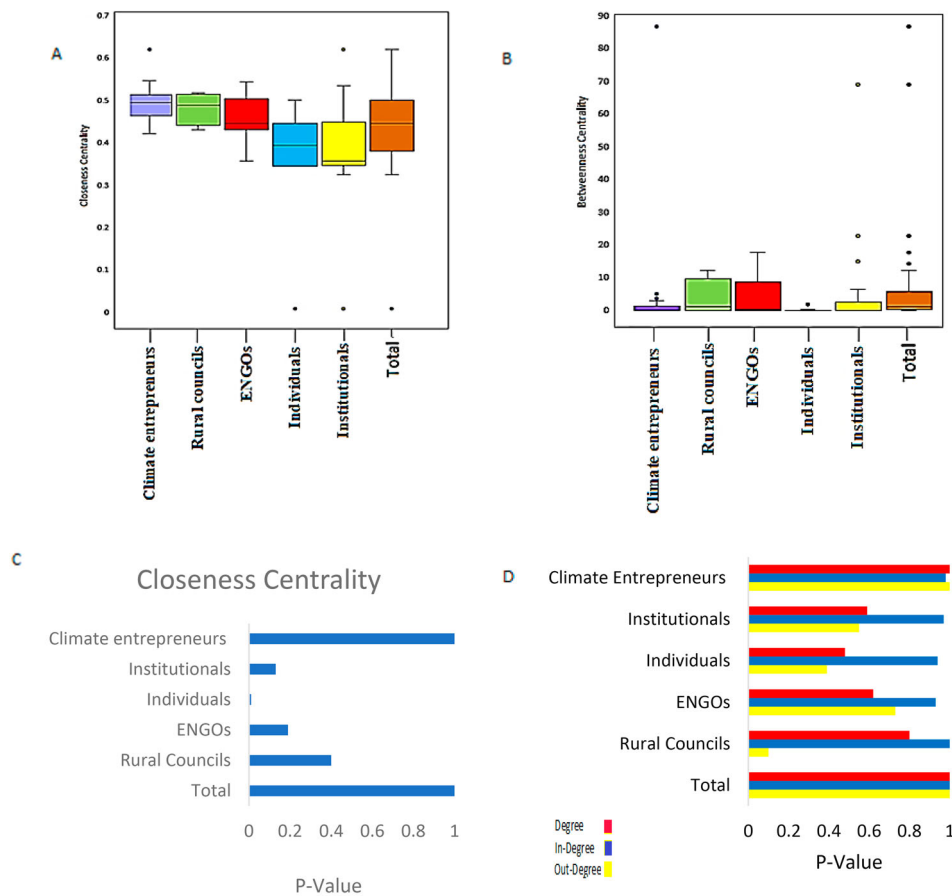 A
Closeness Centrality
0.7
0.6
0.5
0.4
0.3
0.2
0.1
0
Climate entrepreneurs
Rural councils
ENGOs
Individuals
Institutionals
Total
B
Betweenness Centrality
90
80
70
60
50
40
30
20
10
0
Climate entrepreneurs
Rural councils
ENGOs
Individuals
Institutionals
Total
C
Closeness Centrality
Climate entrepreneurs
Institutionals
Individuals
ENGOs
Rural Councils
Total
0 0.2 0.4 0.6 0.8 1
P-Value
D
Climate Entrepreneurs
Institutionals
Individuals
ENGOs
Rural Councils
Total
0 0.2 0.4 0.6 0.8 1
P-Value
Degree
In-Degree
Out-Degree